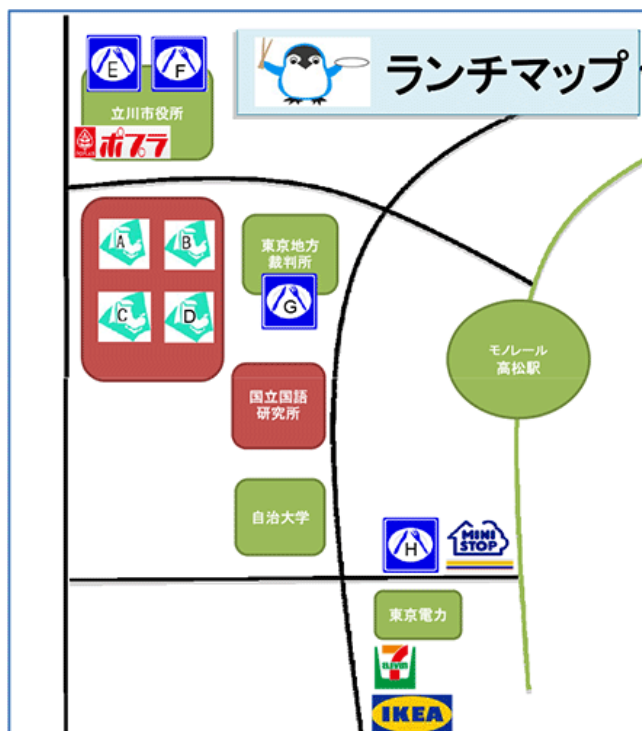 ランチマップ
E
F
立川市役所
ポプラ
A
B
C
D
東京地方
裁判所
G
モノレール
高松駅
国立国語
研究所
自治大学
H
MINI
STOP
東京電力
7
ELEVEN
IKEA